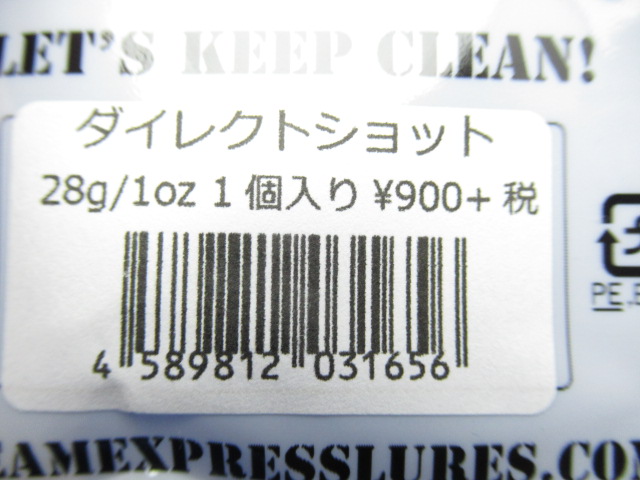 LET'S KEEP CLEAN!
ダイレクトショット
28g/1oz 1個入り ¥900+税
4 589812 031656
PE.
EAMEXPRESSLURES.CO